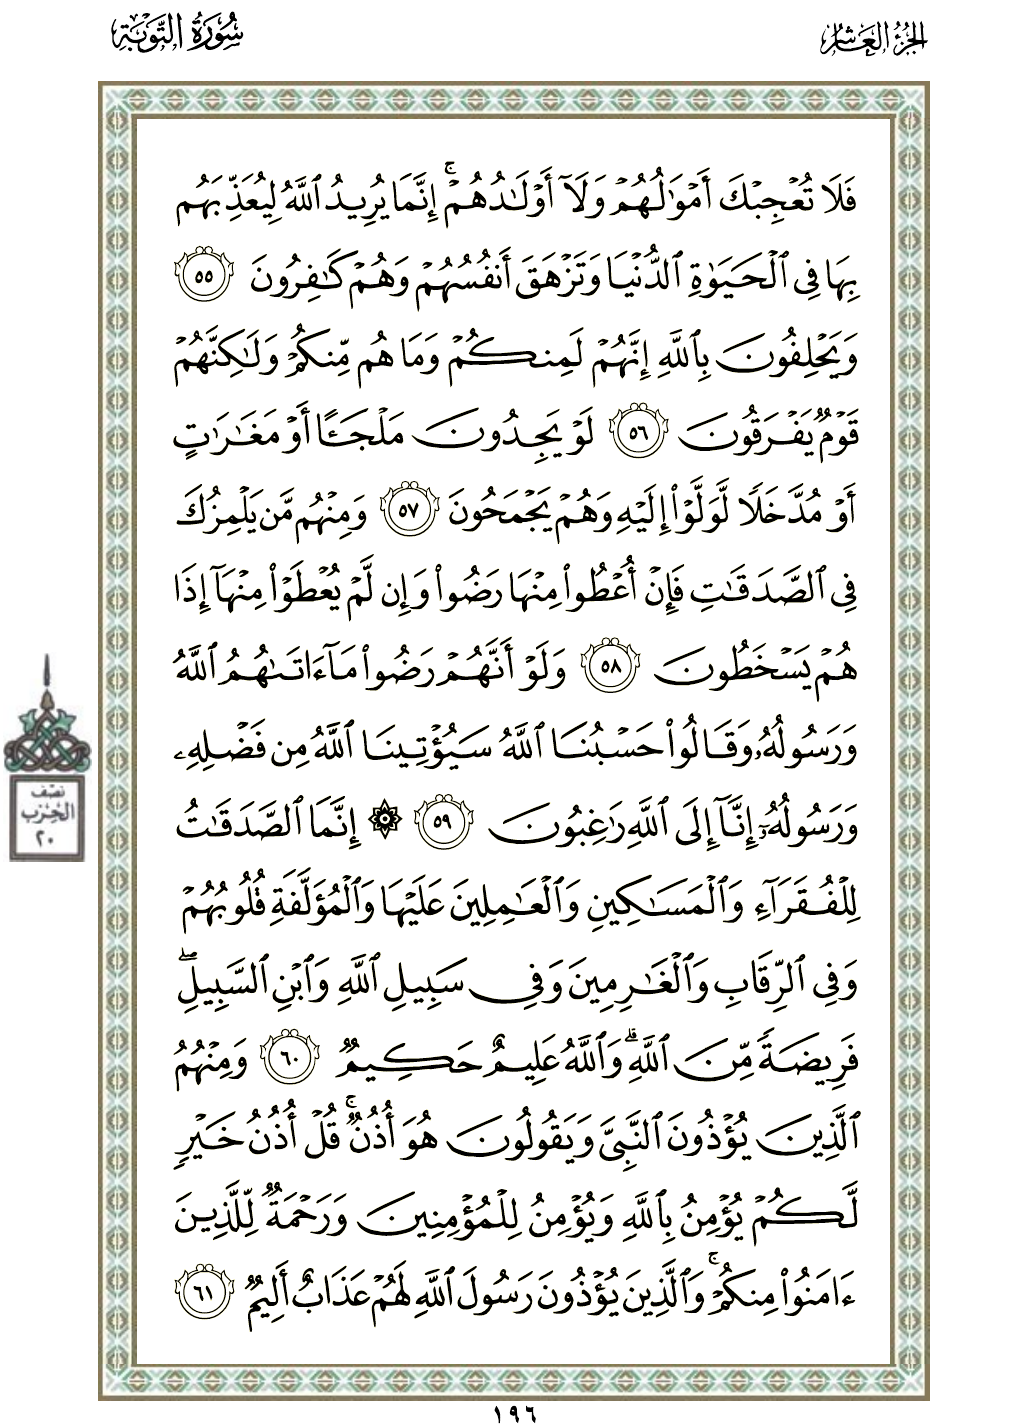 الجزء العاشر
سورة التوبة
فَلَا تُعْجِبْكَ أَمْوَٰلُهُمْ وَلَآ أَوْلَـٰدُهُمْ ۚ إِنَّمَا يُرِيدُ ٱللَّهُ لِيُعَذِّبَهُم
بِهَا فِى ٱلْحَيَوٰةِ ٱلدُّنْيَا وَتَزْهَقَ أَنفُسُهُمْ وَهُمْ كَـٰفِرُونَ ٥٥
وَيَحْلِفُونَ بِٱللَّهِ إِنَّهُمْ لَمِنكُمْ وَمَا هُم مِّنكُمْ وَلَـٰكِنَّهُمْ
قَوْمٌ يَفْرَقُونَ ٥٦ لَوْ يَجِدُونَ مَلْجَـًٔا أَوْ مَغَـٰرَٰتٍ
أَوْ مُدَّخَلًا لَّوَلَّوْا۟ إِلَيْهِ وَهُمْ يَجْمَحُونَ ٥٧ وَمِنْهُم مَّن يَلْمِزُكَ
فِى ٱلصَّدَقَـٰتِ فَإِنْ أُعْطُوا۟ مِنْهَا رَضُوا۟ وَإِن لَّمْ يُعْطَوْا۟ مِنْهَآ إِذَا
هُمْ يَسْخَطُونَ ٥٨ وَلَوْ أَنَّهُمْ رَضُوا۟ مَآ ءَاتَىٰهُمُ ٱللَّهُ
وَرَسُولُهُۥ وَقَالُوا۟ حَسْبُنَا ٱللَّهُ سَيُؤْتِينَا ٱللَّهُ مِن فَضْلِهِۦ
وَرَسُولُهُۥٓ إِنَّآ إِلَى ٱللَّهِ رَٰغِبُونَ ٥٩ ۞ إِنَّمَا ٱلصَّدَقَـٰتُ
لِلْفُقَرَآءِ وَٱلْمَسَـٰكِينِ وَٱلْعَـٰمِلِينَ عَلَيْهَا وَٱلْمُؤَلَّفَةِ قُلُوبُهُمْ
وَفِى ٱلرِّقَابِ وَٱلْغَـٰرِمِينَ وَفِى سَبِيلِ ٱللَّهِ وَٱبْنِ ٱلسَّبِيلِ ۖ
فَرِيضَةً مِّنَ ٱللَّهِ ۗ وَٱللَّهُ عَلِيمٌ حَكِيمٌ ٦٠ وَمِنْهُمُ
ٱلَّذِينَ يُؤْذُونَ ٱلنَّبِىَّ وَيَقُولُونَ هُوَ أُذُنٌ ۚ قُلْ أُذُنُ خَيْرٍ
لَّكُمْ يُؤْمِنُ بِٱللَّهِ وَيُؤْمِنُ لِلْمُؤْمِنِينَ وَرَحْمَةٌ لِّلَّذِينَ
ءَامَنُوا۟ مِنكُمْ ۚ وَٱلَّذِينَ يُؤْذُونَ رَسُولَ ٱللَّهِ لَهُمْ عَذَابٌ أَلِيمٌ ٦١
نصف
الحزب
٢٠
١٩٦